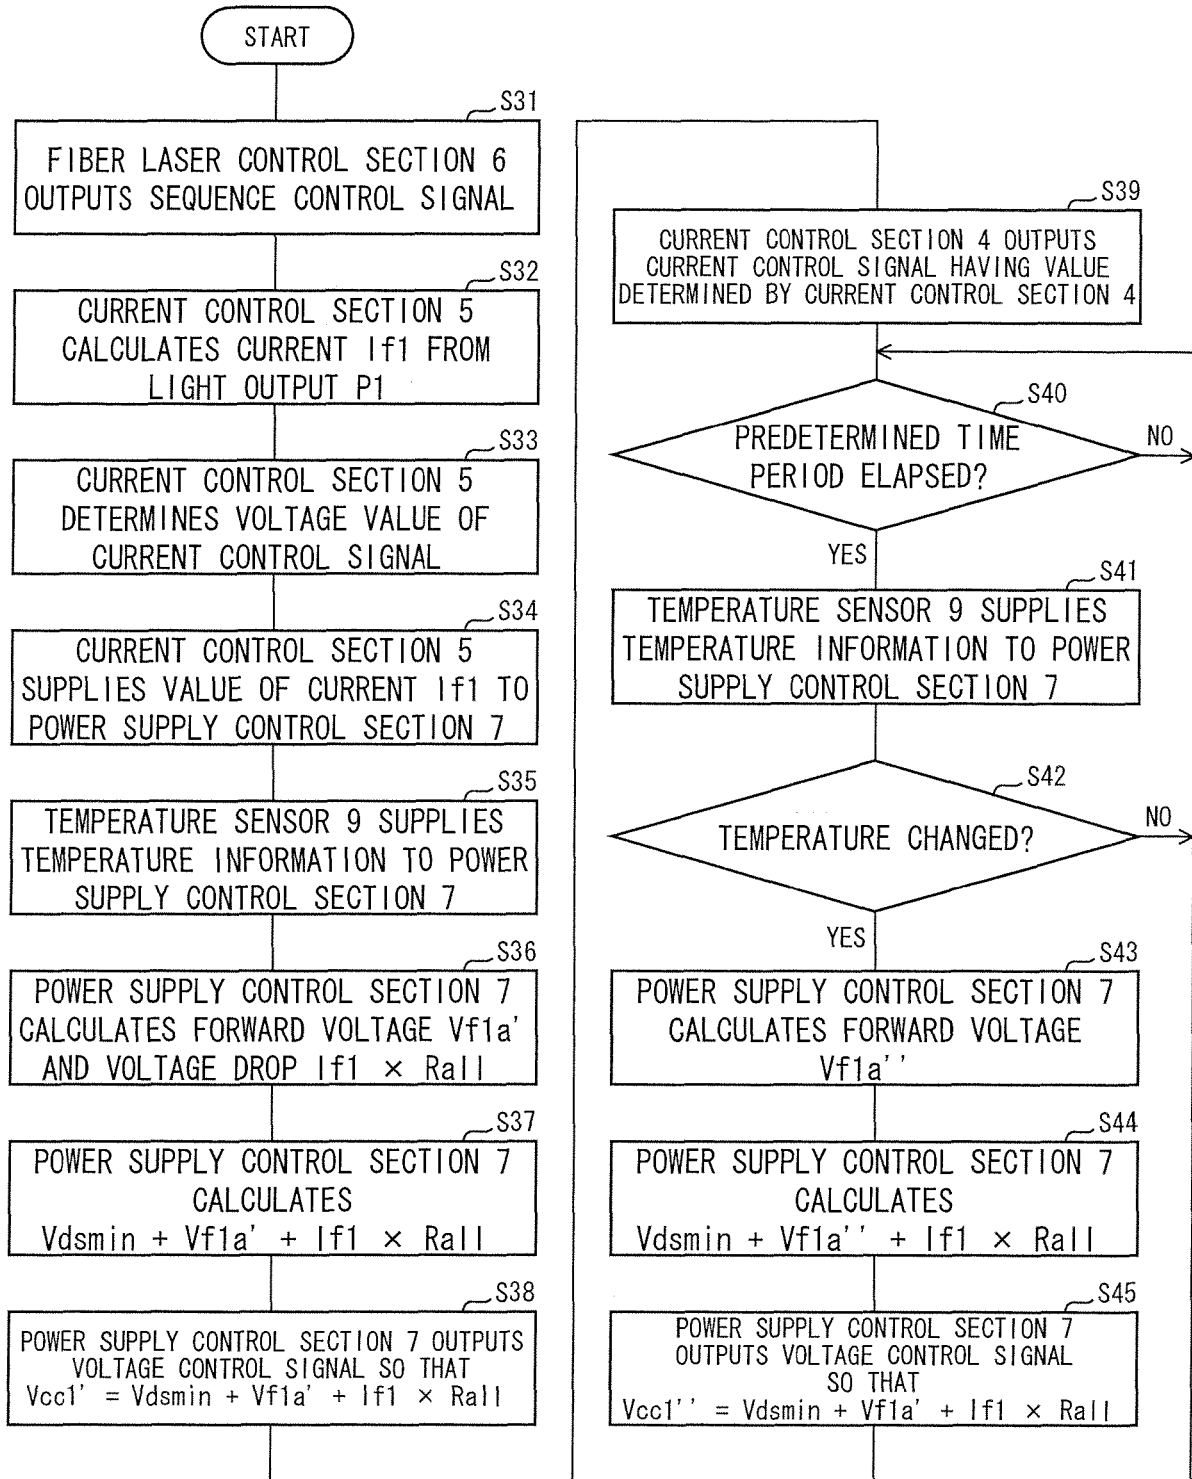 START
S31
FIBER LASER CONTROL SECTION 6
OUTPUTS SEQUENCE CONTROL SIGNAL
S32
CURRENT CONTROL SECTION 5
CALCULATES CURRENT If1 FROM
LIGHT OUTPUT P1
S33
CURRENT CONTROL SECTION 5
DETERMINES VOLTAGE VALUE OF
CURRENT CONTROL SIGNAL
S34
CURRENT CONTROL SECTION 5
SUPPLIES VALUE OF CURRENT If1 TO
POWER SUPPLY CONTROL SECTION 7
S35
TEMPERATURE SENSOR 9 SUPPLIES
TEMPERATURE INFORMATION TO POWER
SUPPLY CONTROL SECTION 7
S36
POWER SUPPLY CONTROL SECTION 7
CALCULATES FORWARD VOLTAGE Vf1a'
AND VOLTAGE DROP If1 × Rall
S37
POWER SUPPLY CONTROL SECTION 7
CALCULATES
Vdsmin + Vf1a' + If1 × Rall
S38
POWER SUPPLY CONTROL SECTION 7 OUTPUTS
VOLTAGE CONTROL SIGNAL SO THAT
Vcc1' = Vdsmin + Vf1a' + If1 × Rall
S39
CURRENT CONTROL SECTION 4 OUTPUTS
CURRENT CONTROL SIGNAL HAVING VALUE
DETERMINED BY CURRENT CONTROL SECTION 4
S40
PREDETERMINED TIME
PERIOD ELAPSED?
NO
YES
S41
TEMPERATURE SENSOR 9 SUPPLIES
TEMPERATURE INFORMATION TO POWER
SUPPLY CONTROL SECTION 7
S42
TEMPERATURE CHANGED?
NO
YES
S43
POWER SUPPLY CONTROL SECTION 7
CALCULATES FORWARD VOLTAGE
Vf1a''
S44
POWER SUPPLY CONTROL SECTION 7
CALCULATES
Vdsmin + Vf1a'' + If1 × Rall
S45
POWER SUPPLY CONTROL SECTION 7
OUTPUTS VOLTAGE CONTROL SIGNAL
SO THAT
Vcc1'' = Vdsmin + Vf1a' + If1 × Rall